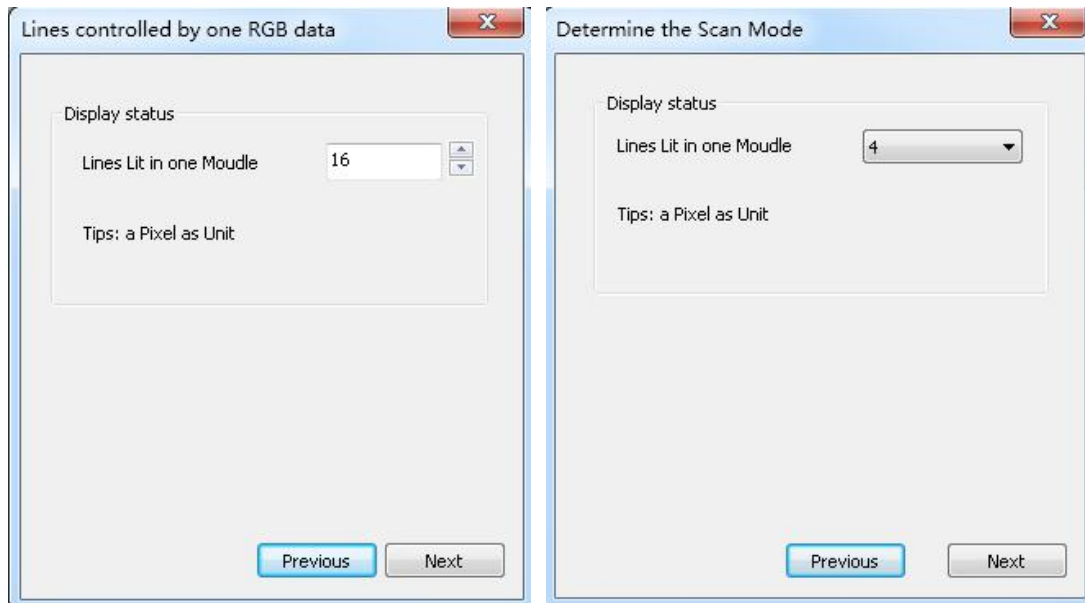 Lines controlled by one RGB data
Display status
Lines Lit in one Moudle 16
Tips: a Pixel as Unit
Previous Next
Determine the Scan Mode
Display status
Lines Lit in one Moudle 4
Tips: a Pixel as Unit
Previous Next